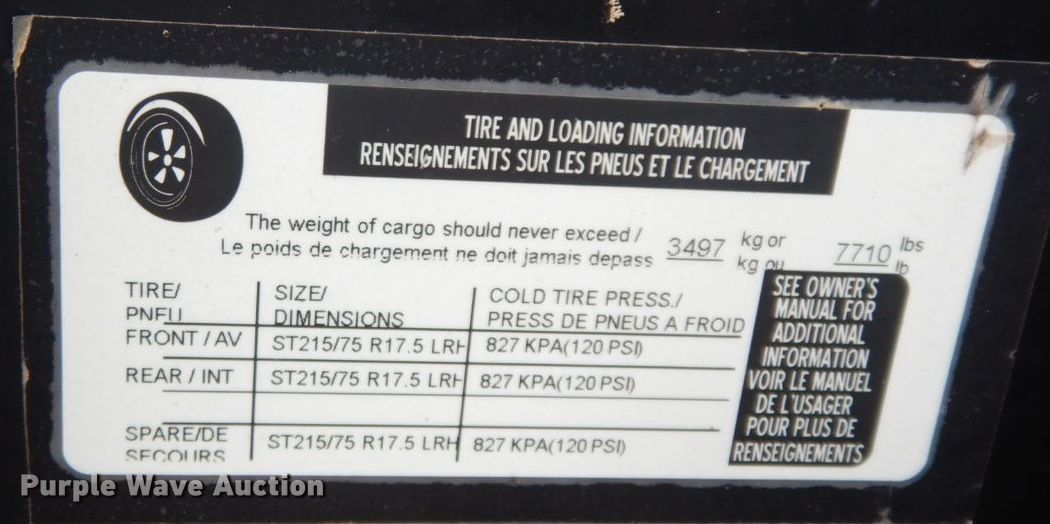 TIRE AND LOADING INFORMATION
RENSEIGNEMENTS SUR LES PNEUS ET LE CHARGEMENT
The weight of cargo should never exceed /
Le poids de chargement ne doit jamais depass
3497 kg or
kg ou
7710 lbs
lb
TIRE/
PNEU
SIZE/
DIMENSIONS
COLD TIRE PRESS./
PRESS DE PNEUS A FROID
FRONT / AV ST215/75 R17.5 LRH 827 KPA(120 PSI)
REAR / INT ST215/75 R17.5 LRH 827 KPA(120 PSI)
SPARE/DE
SECOURS
ST215/75 R17.5 LRH 827 KPA(120 PSI)
SEE OWNER'S
MANUAL FOR
ADDITIONAL
INFORMATION
VOIR LE MANUEL
DE L'USAGER
POUR PLUS DE
RENSEIGNEMENTS
Purple Wave Auction